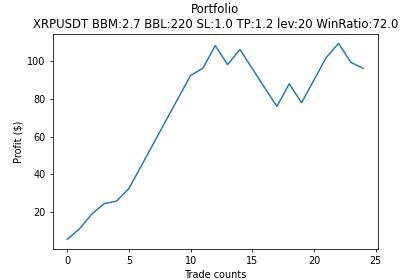 Portfolio
XRPUSDT BBM:2.7 BBL:220 SL:1.0 TP:1.2 lev:20 WinRatio:72.0
100
80
60
40
20
Profit ($)
0 5 10 15 20 25
Trade counts